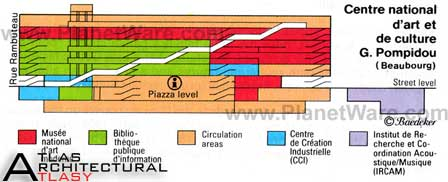 Centre national
d'art et
de culture
G. Pompidou
(Beaubourg)
Rue Rambuteau
Street level
i
Piazza level
www.PlanetWare.com
© Baedeker
Musée
national
d'art
Biblio-
thèque
publique
d'information
Circulation
areas
Centre
de Création
Industrielle
(CCI)
Institut de Re-
cherche et Co-
ordination Acou-
stique/Musique
(IRCAM)
ATLAS
ARCHITECTURAL
ATLASY